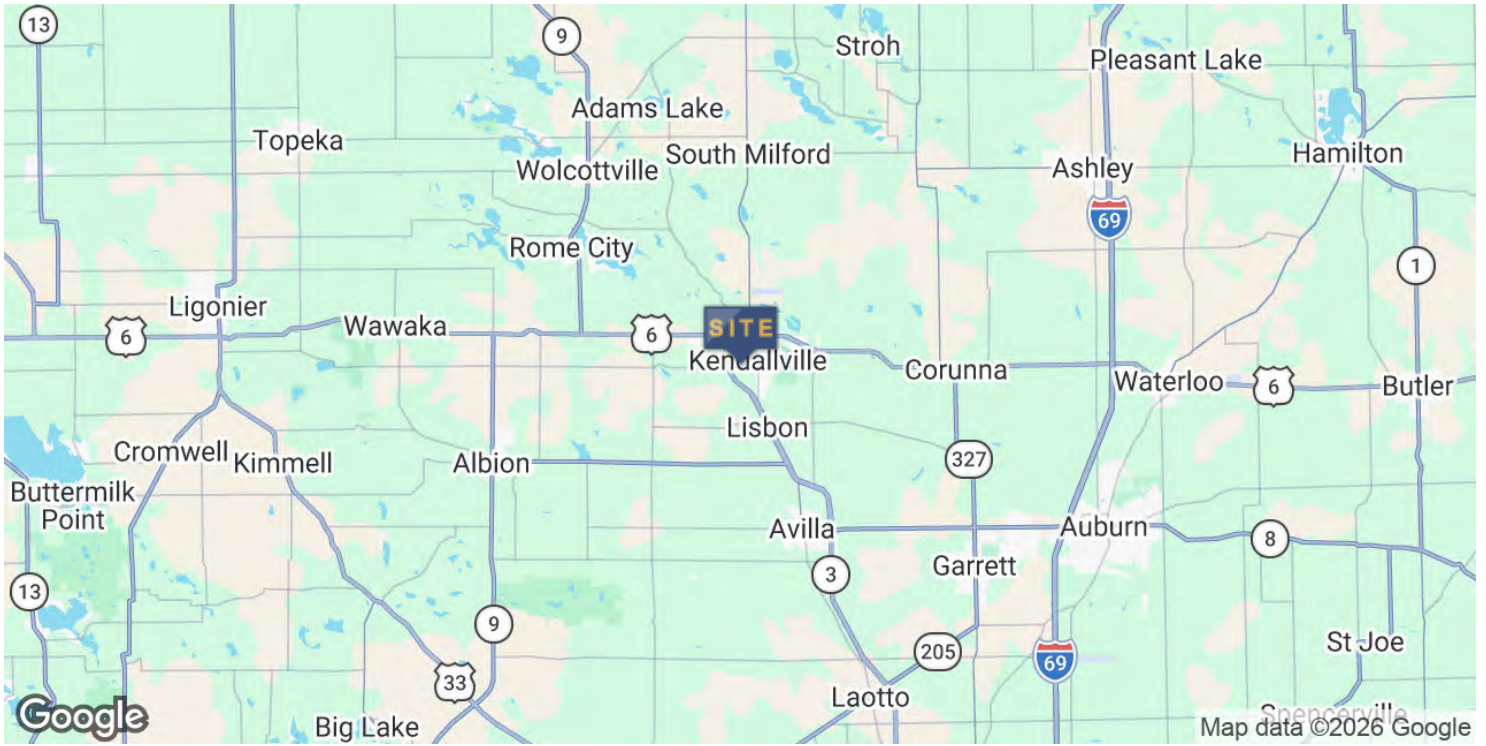 13
9
Stroh
Pleasant Lake
Adams Lake
Topeka
South Milford
Hamilton
Wolcottville
Ashley
69
Rome City
1
Ligonier
Wawaka
6
6
SITE
Kendallville
Corunna
Waterloo
6
Butler
Lisbon
Cromwell
Kimmell
Albion
327
Buttermilk
Point
Avilla
Auburn
8
Garrett
3
13
9
205
St Joe
69
33
Laotto
Spencerville
Google
Big Lake
Map data ©2026 Google